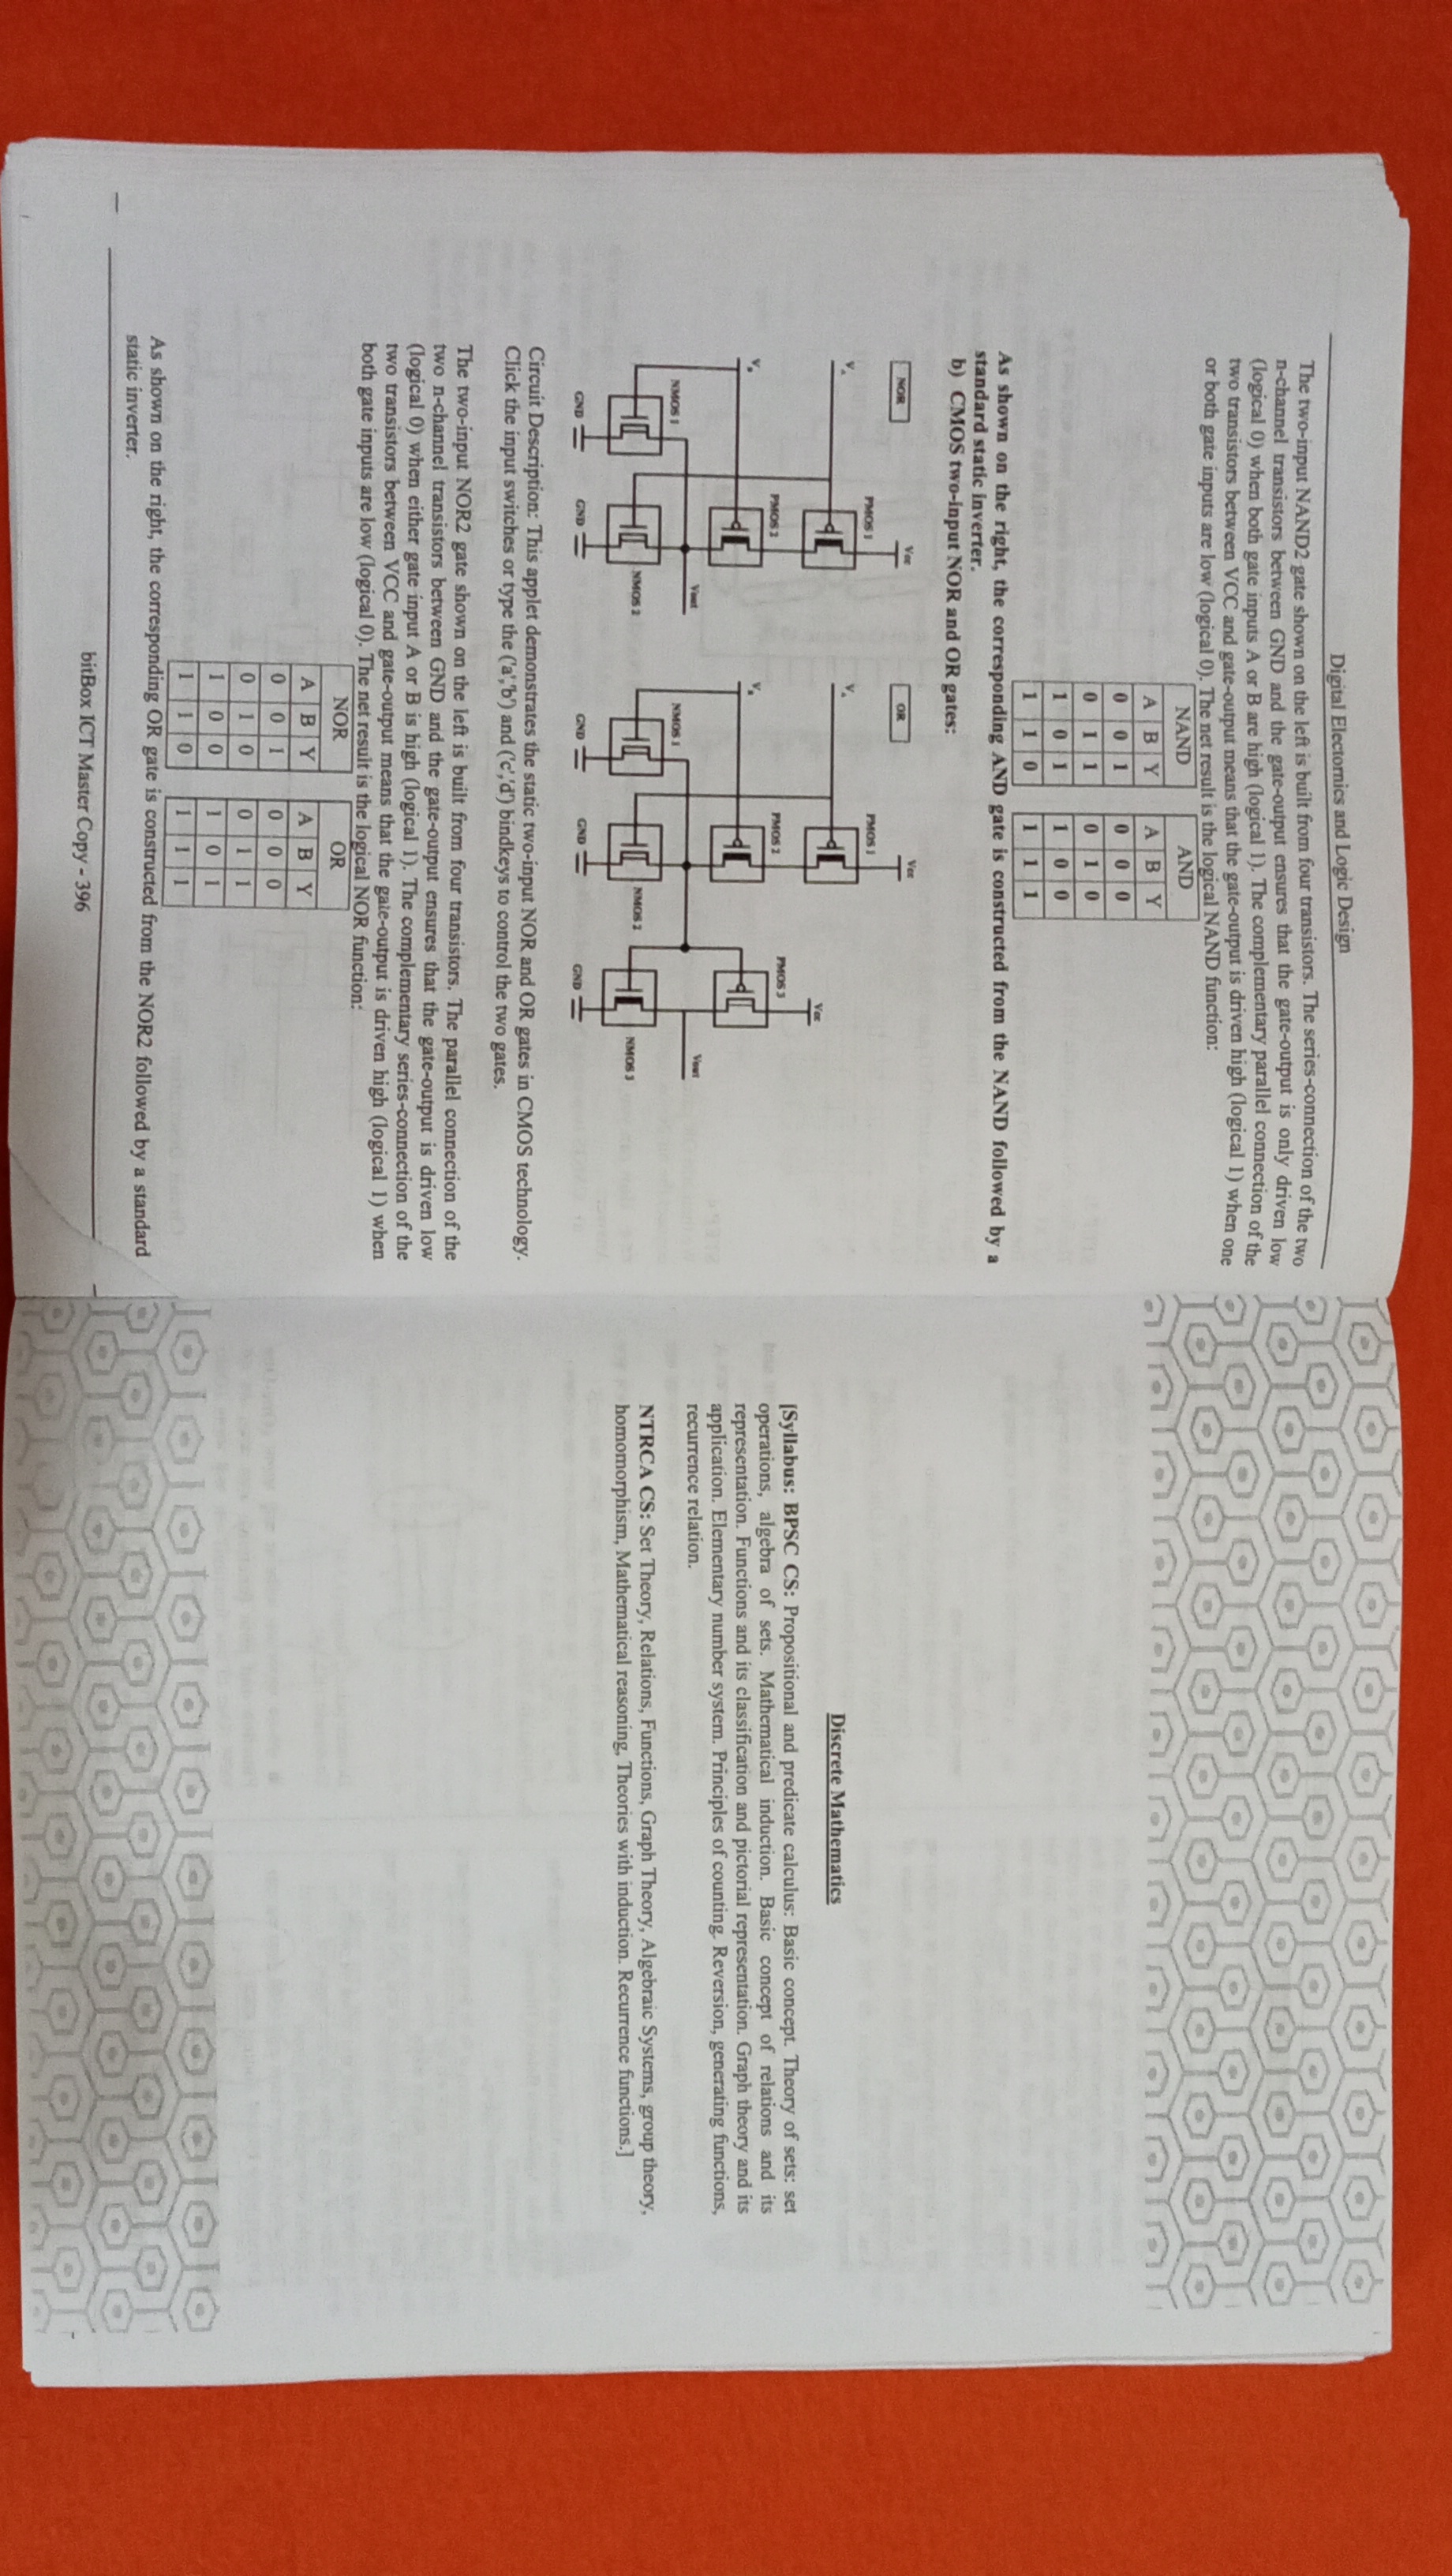 Digital Electornics and Logic Design
The two-input NAND2 gate shown on the left is built from four transistors. The series-connection of the two
n-channel transistors between GND and the gate-output ensures that the gate-output is only driven low
(logical 0) when both gate inputs A or B are high (logical 1). The complementary parallel connection of the
two transistors between VCC and gate-output means that the gate-output is driven high (logical 1) when one
or both gate inputs are low (logical 0). The net result is the logical NAND function:
NAND AND
A B Y A B Y
0 0 1 0 0 0
0 1 1 0 1 0
1 0 1 1 0 0
1 1 0 1 1 1
As shown on the right, the corresponding AND gate is constructed from the NAND followed by a
standard static inverter.
b) CMOS two-input NOR and OR gates:
NOR Vcc OR Vcc
PMOS 1 PMOS 1
VA VA
Vcc
PMOS 2 PMOS 2 PMOS 3
VB VB
Vout Vout
NMOS 1 NMOS 1
NMOS 2 NMOS 2 NMOS 3
GND GND GND GND GND
Circuit Description: This applet demonstrates the static two-input NOR and OR gates in CMOS technology.
Click the input switches or type the ('a','b') and ('c','d') bindkeys to control the two gates.
The two-input NOR2 gate shown on the left is built from four transistors. The parallel connection of the
two n-channel transistors between GND and the gate-output ensures that the gate-output is driven low
(logical 0) when either gate input A or B is high (logical 1). The complementary series-connection of the
two transistors between VCC and gate-output means that the gate-output is driven high (logical 1) when
both gate inputs are low (logical 0). The net result is the logical NOR function:
NOR OR
A B Y A B Y
0 0 1 0 0 0
0 1 0 0 1 1
1 0 0 1 0 1
1 1 0 1 1 1
As shown on the right, the corresponding OR gate is constructed from the NOR2 followed by a standard
static inverter.
bitBox ICT Master Copy - 396
Discrete Mathematics
[Syllabus: BPSC CS: Propositional and predicate calculus: Basic concept. Theory of sets: set
operations, algebra of sets. Mathematical induction. Basic concept of relations and its
representation. Functions and its classification and pictorial representation. Graph theory and its
application. Elementary number system. Principles of counting. Reversion, generating functions,
recurrence relation.
NTRCA CS: Set Theory, Relations, Functions, Graph Theory, Algebraic Systems, group theory,
homomorphism, Mathematical reasoning, Theories with induction. Recurrence functions.]